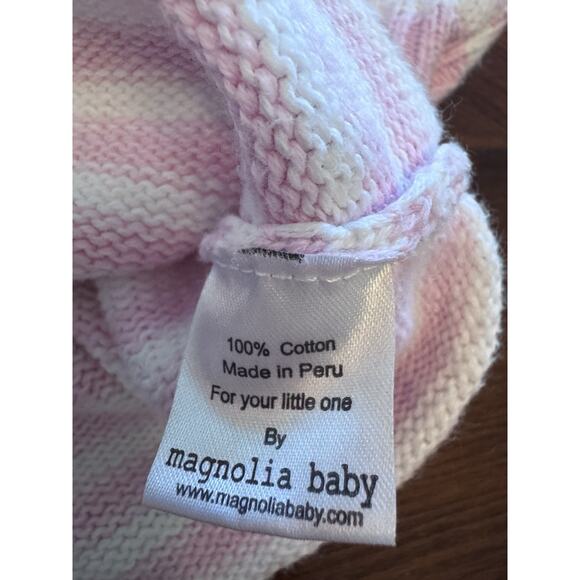 100% Cotton
Made in Peru
For your little one
By
magnolia baby
www.magnoliababy.com